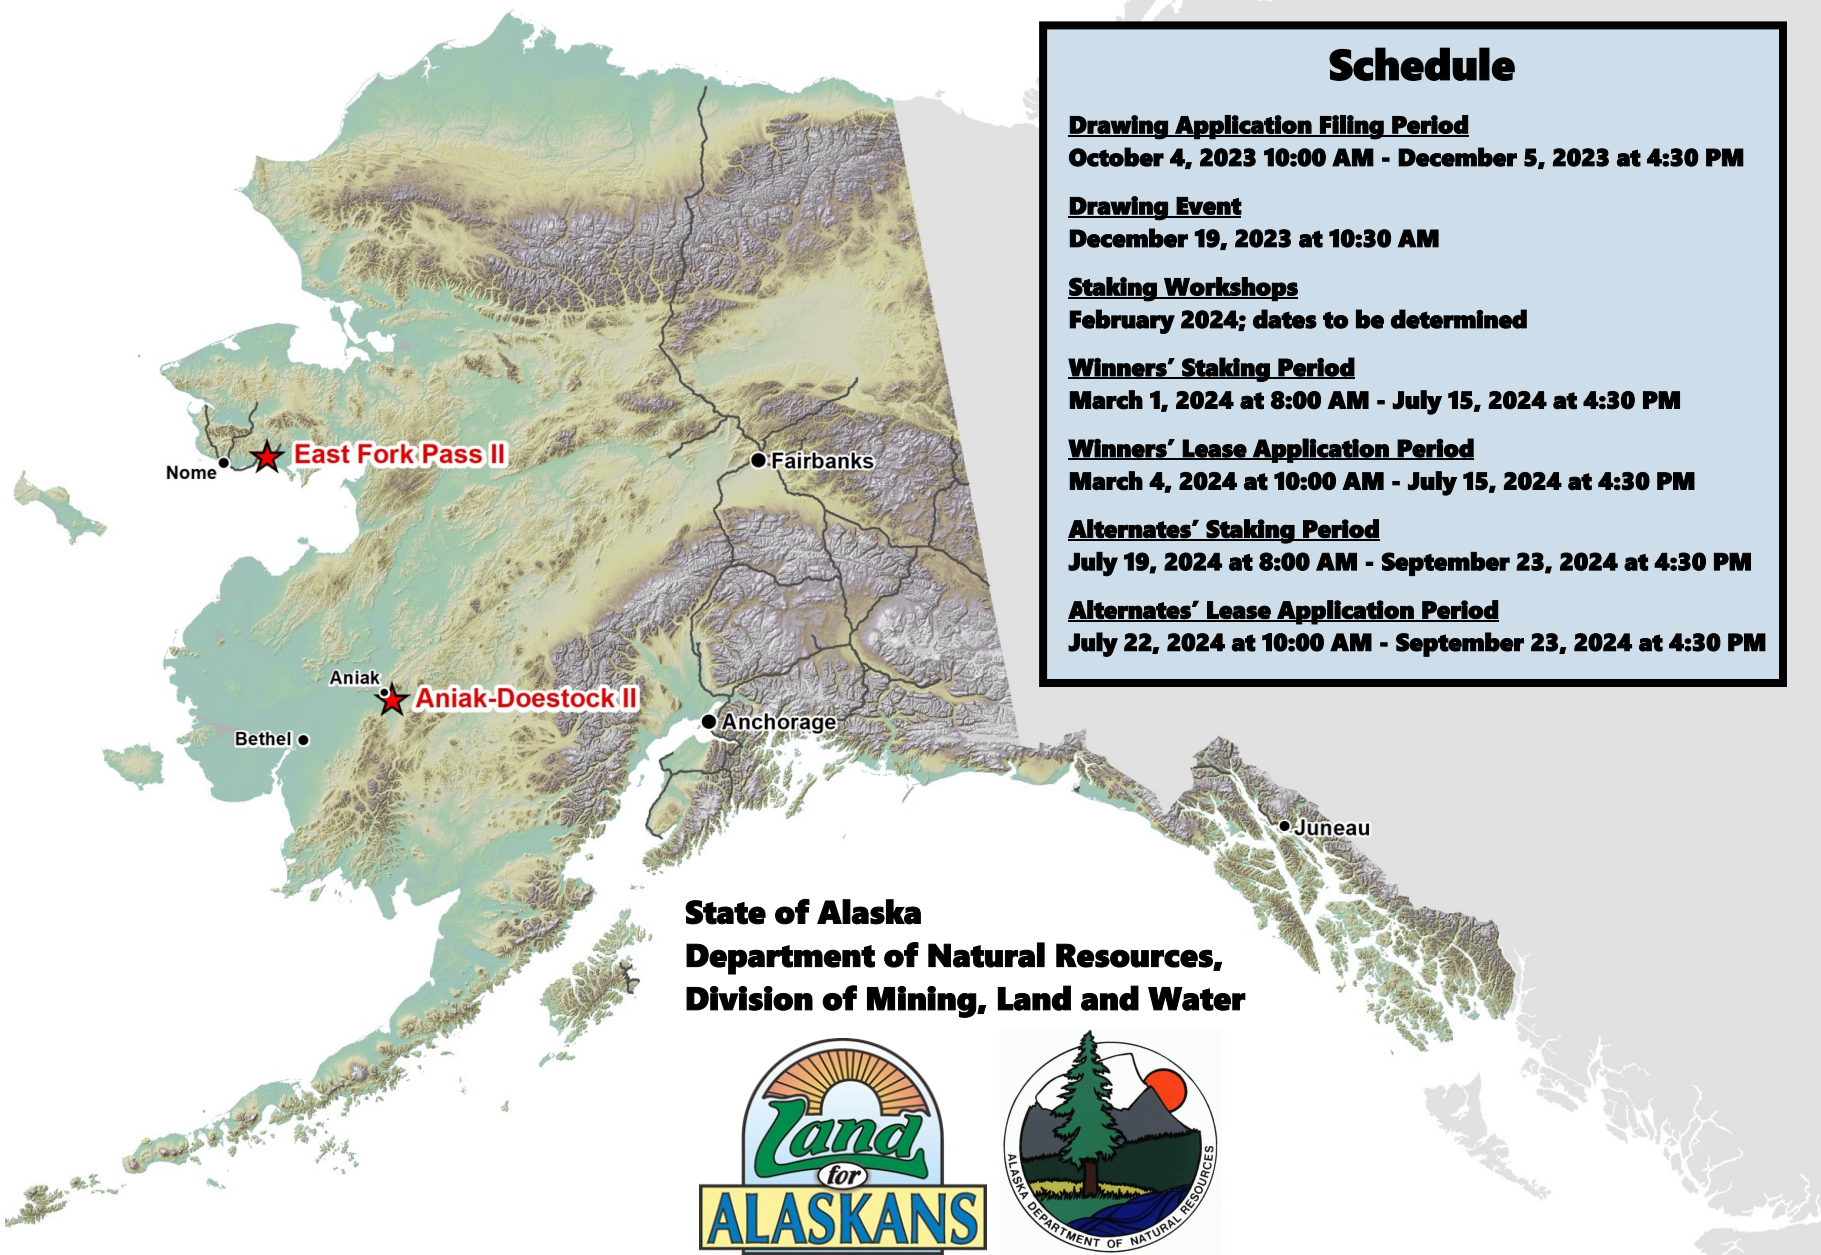 Schedule
Drawing Application Filing Period
October 4, 2023 10:00 AM - December 5, 2023 at 4:30 PM
Drawing Event
December 19, 2023 at 10:30 AM
Staking Workshops
February 2024; dates to be determined
Winners’ Staking Period
March 1, 2024 at 8:00 AM - July 15, 2024 at 4:30 PM
Winners’ Lease Application Period
March 4, 2024 at 10:00 AM - July 15, 2024 at 4:30 PM
Alternates’ Staking Period
July 19, 2024 at 8:00 AM - September 23, 2024 at 4:30 PM
Alternates’ Lease Application Period
July 22, 2024 at 10:00 AM - September 23, 2024 at 4:30 PM
East Fork Pass II
Nome
Fairbanks
Aniak
Aniak-Doestock II
Bethel
Anchorage
Juneau
State of Alaska
Department of Natural Resources,
Division of Mining, Land and Water
Land
for
ALASKANS
ALASKA DEPARTMENT OF NATURAL RESOURCES